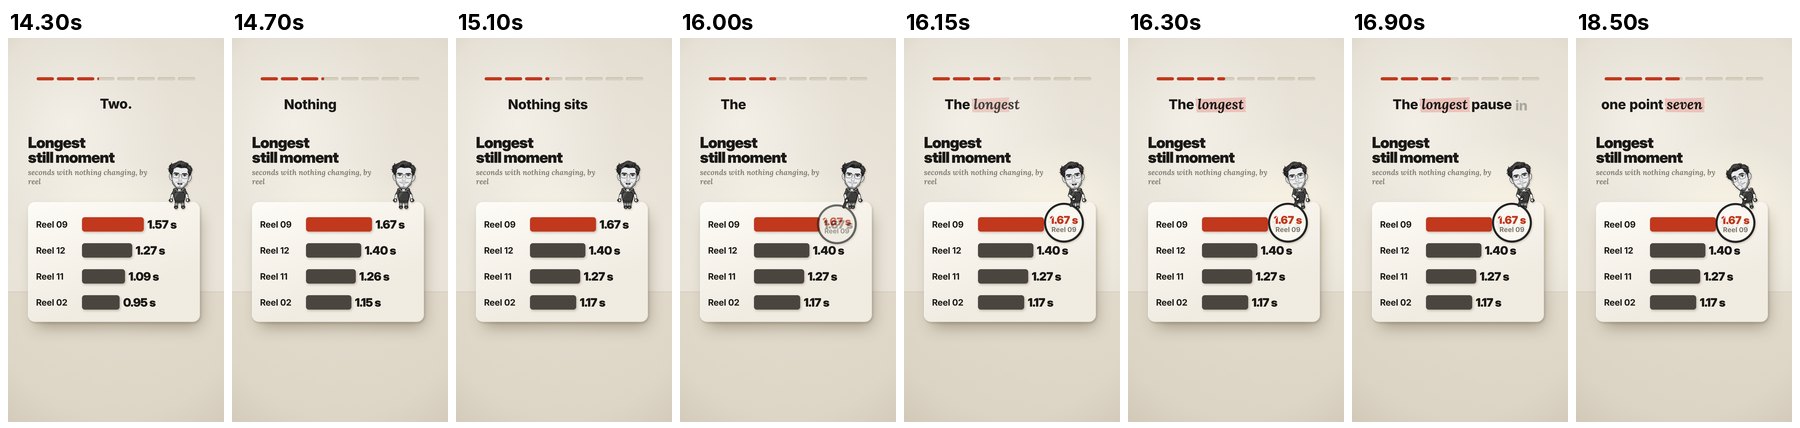 14.30s
Two.
Longest
still moment
seconds with nothing changing, by
reel
Reel 09 1.57 s
Reel 12 1.27 s
Reel 11 1.09 s
Reel 02 0.95 s
14.70s
Nothing
Longest
still moment
seconds with nothing changing, by
reel
Reel 09 1.67 s
Reel 12 1.40 s
Reel 11 1.26 s
Reel 02 1.15 s
15.10s
Nothing sits
Longest
still moment
seconds with nothing changing, by
reel
Reel 09 1.67 s
Reel 12 1.40 s
Reel 11 1.27 s
Reel 02 1.17 s
16.00s
The
Longest
still moment
seconds with nothing changing, by
reel
Reel 09 1.67 s
Reel 09
Reel 12 1.40 s
Reel 11 1.27 s
Reel 02 1.17 s
16.15s
The longest
Longest
still moment
seconds with nothing changing, by
reel
Reel 09 1.67 s
Reel 09
Reel 12 1.40 s
Reel 11 1.27 s
Reel 02 1.17 s
16.30s
The longest
Longest
still moment
seconds with nothing changing, by
reel
Reel 09 1.67 s
Reel 09
Reel 12 1.40 s
Reel 11 1.27 s
Reel 02 1.17 s
16.90s
The longest pause in
Longest
still moment
seconds with nothing changing, by
reel
Reel 09 1.67 s
Reel 09
Reel 12 1.40 s
Reel 11 1.27 s
Reel 02 1.17 s
18.50s
one point seven
Longest
still moment
seconds with nothing changing, by
reel
Reel 09 1.67 s
Reel 09
Reel 12 1.40 s
Reel 11 1.27 s
Reel 02 1.17 s